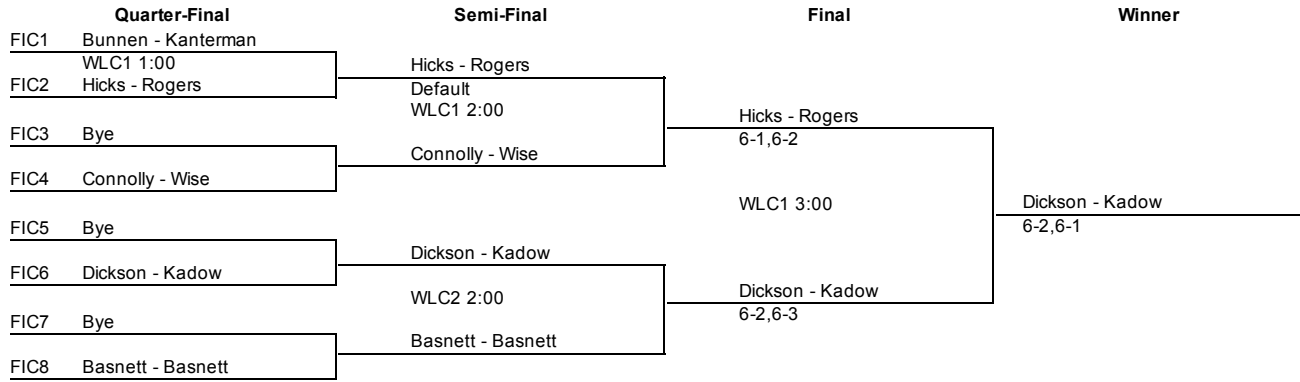 Quarter-Final Semi-Final Final Winner
FIC1 Bunnen - Kanterman
WLC1 1:00
Hicks - Rogers
FIC2 Hicks - Rogers
Default
WLC1 2:00
Hicks - Rogers
FIC3 Bye
6-1,6-2
Connolly - Wise
FIC4 Connolly - Wise
WLC1 3:00
Dickson - Kadow
6-2,6-1
FIC5 Bye
Dickson - Kadow
FIC6 Dickson - Kadow
WLC2 2:00
Dickson - Kadow
6-2,6-3
FIC7 Bye
Basnett - Basnett
FIC8 Basnett - Basnett